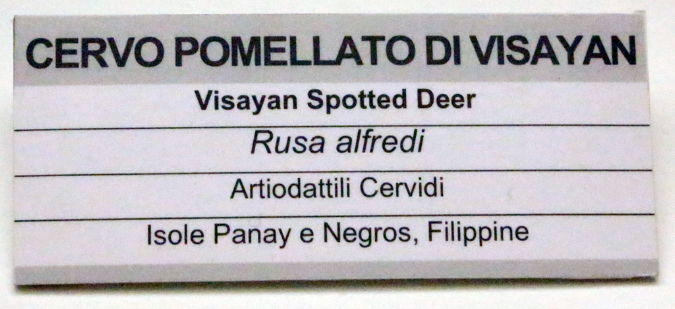 CERVO POMELLATO DI VISAYAN
Visayan Spotted Deer
Rusa alfredi
Artiodattili Cervidi
Isole Panay e Negros, Filippine